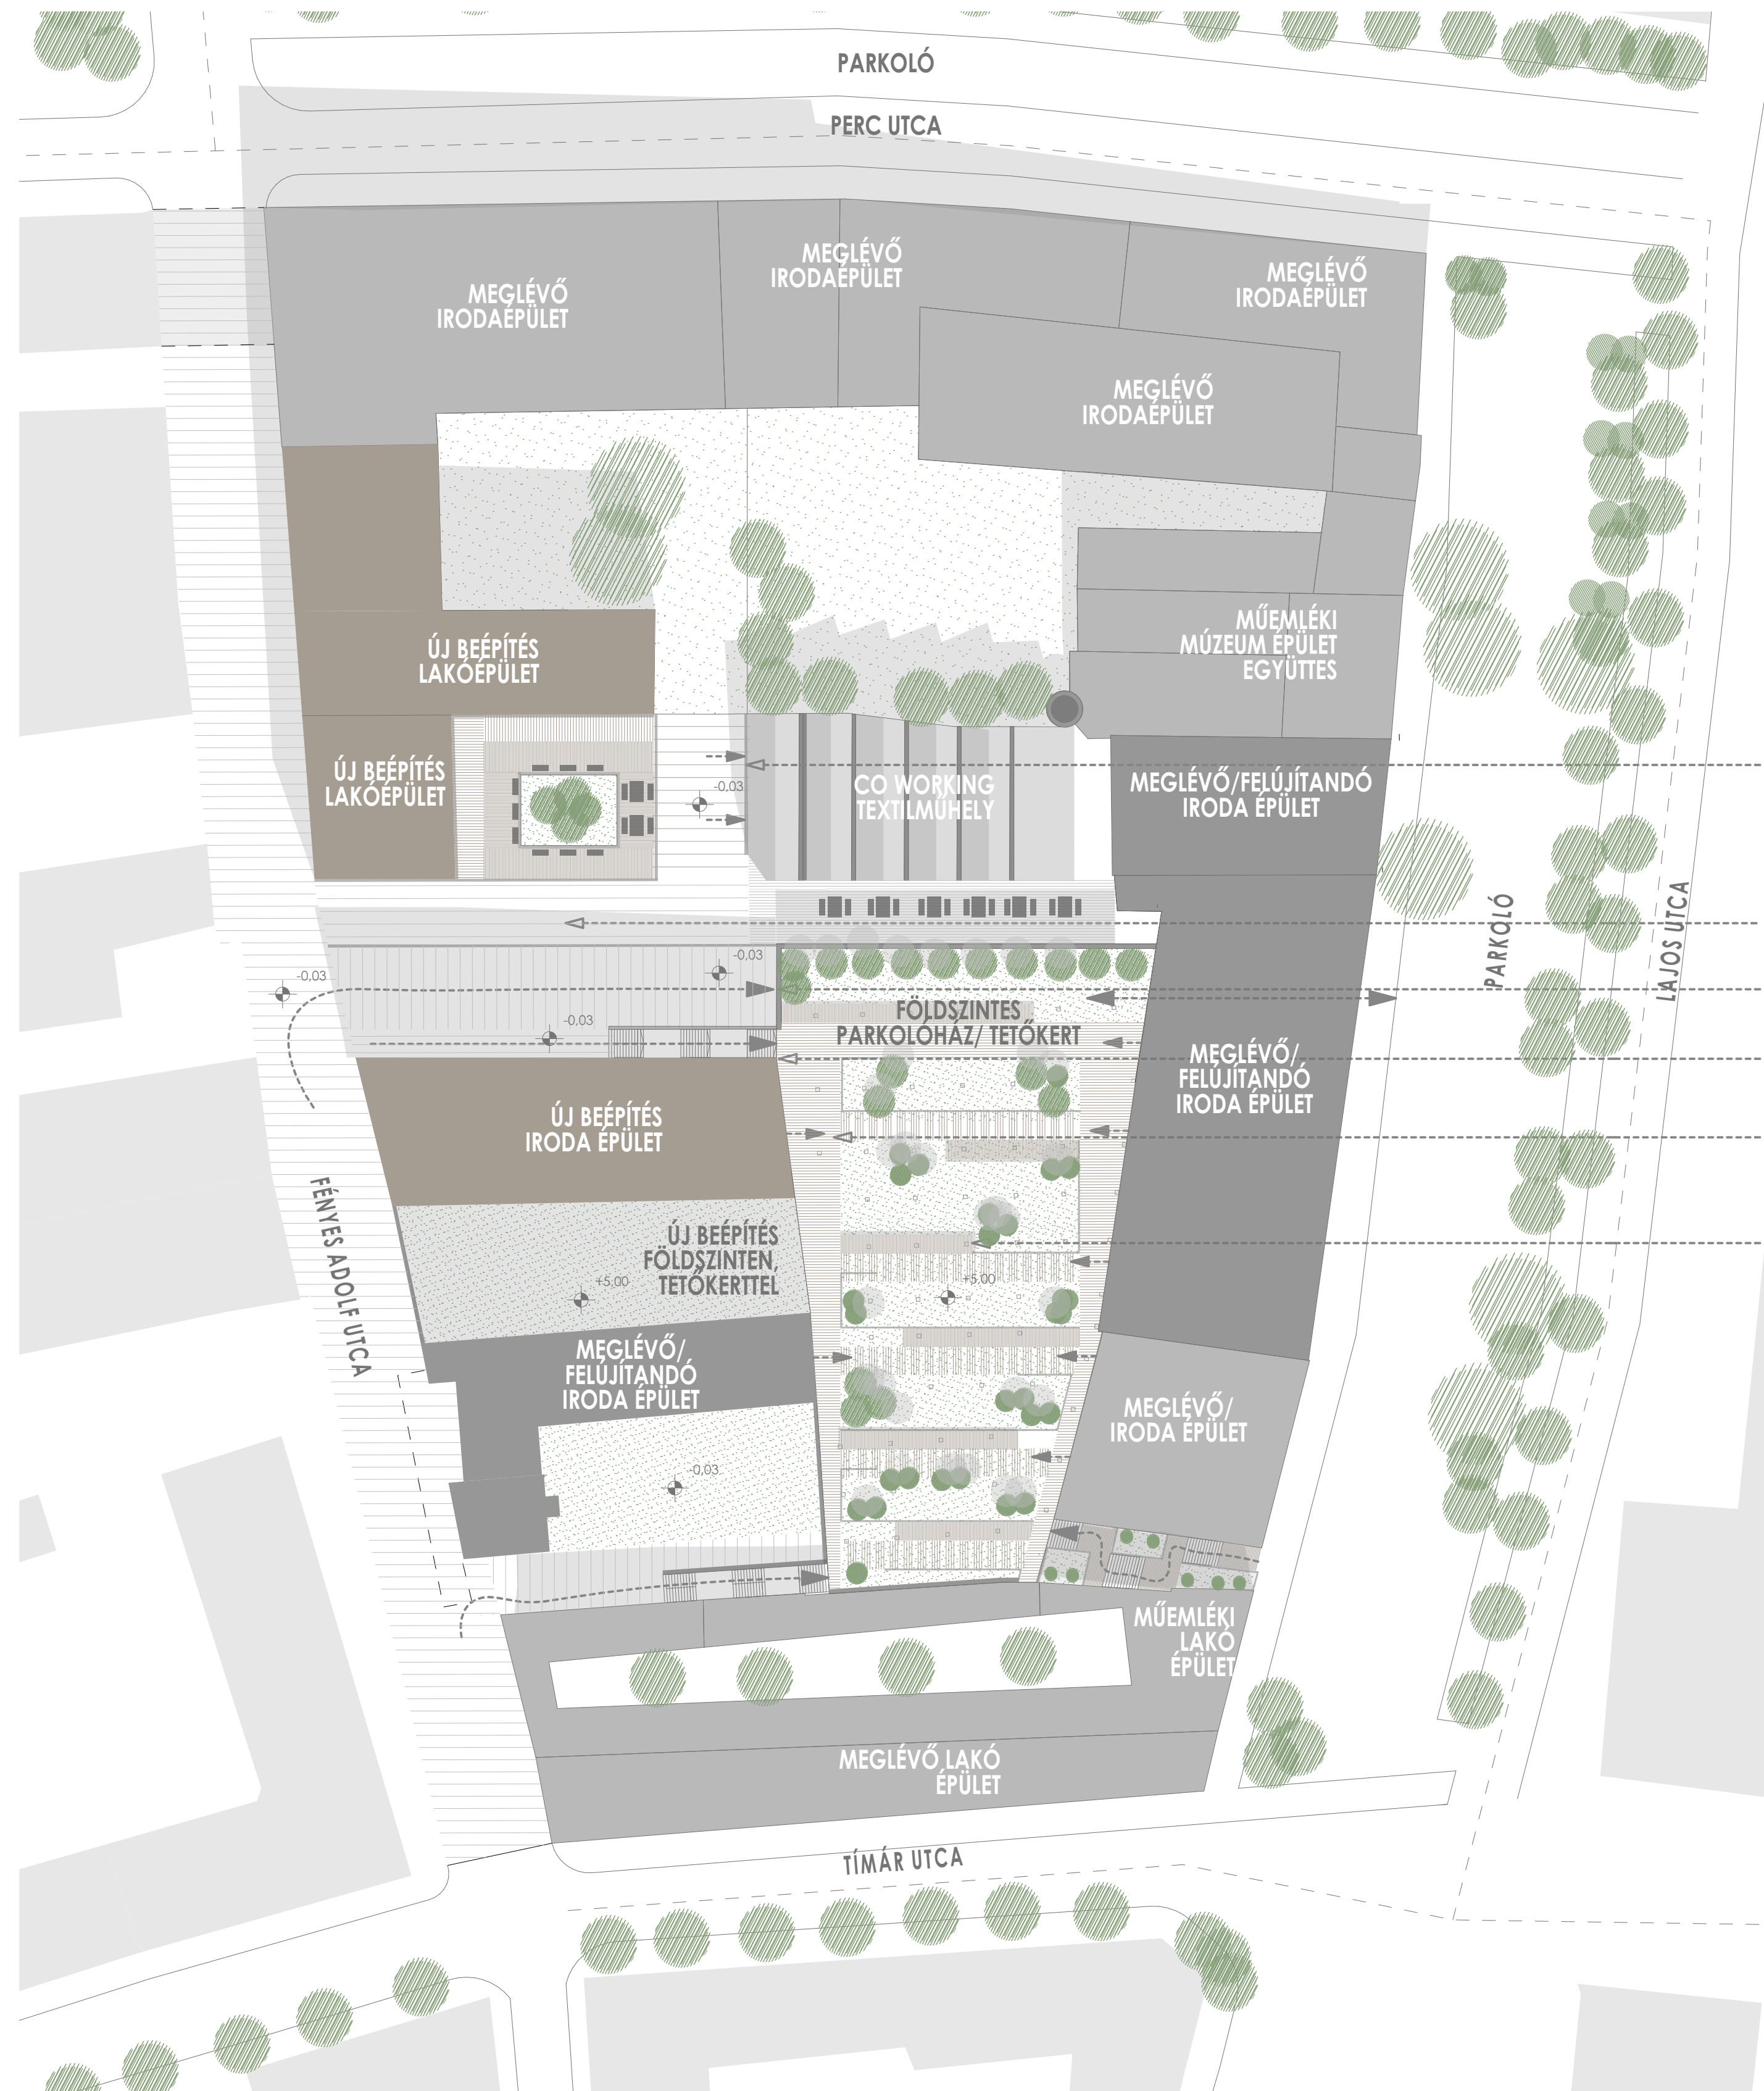 PARKOLÓ
PERC UTCA
MEGLÉVŐ
IRODAÉPÜLET
MEGLÉVŐ
IRODAÉPÜLET
MEGLÉVŐ
IRODAÉPÜLET
MEGLÉVŐ
IRODAÉPÜLET
MŰEMLÉKI
MÚZEUM ÉPÜLET
EGYÜTTES
ÚJ BEÉPÍTÉS
LAKÓÉPÜLET
ÚJ BEÉPÍTÉS
LAKÓÉPÜLET
-0,03
CO WORKING
TEXTILMŰHELY
MEGLÉVŐ/FELÚJÍTANDÓ
IRODA ÉPÜLET
PARKOLÓ
LAJOS UTCA
-0,03
-0,03
-0,03
FÖLDSZINTES
PARKOLÓHÁZ/ TETŐKERT
MEGLÉVŐ/
FELÚJÍTANDÓ
IRODA ÉPÜLET
ÚJ BEÉPÍTÉS
IRODA ÉPÜLET
FÉNYES ADOLF UTCA
ÚJ BEÉPÍTÉS
FÖLDSZINTEN,
TETŐKERTTEL
+5,00
+5,00
MEGLÉVŐ/
FELÚJÍTANDÓ
IRODA ÉPÜLET
MEGLÉVŐ/
IRODA ÉPÜLET
-0,03
MŰEMLÉKI
LAKÓ
ÉPÜLET
MEGLÉVŐ LAKÓ
ÉPÜLET
TÍMÁR UTCA